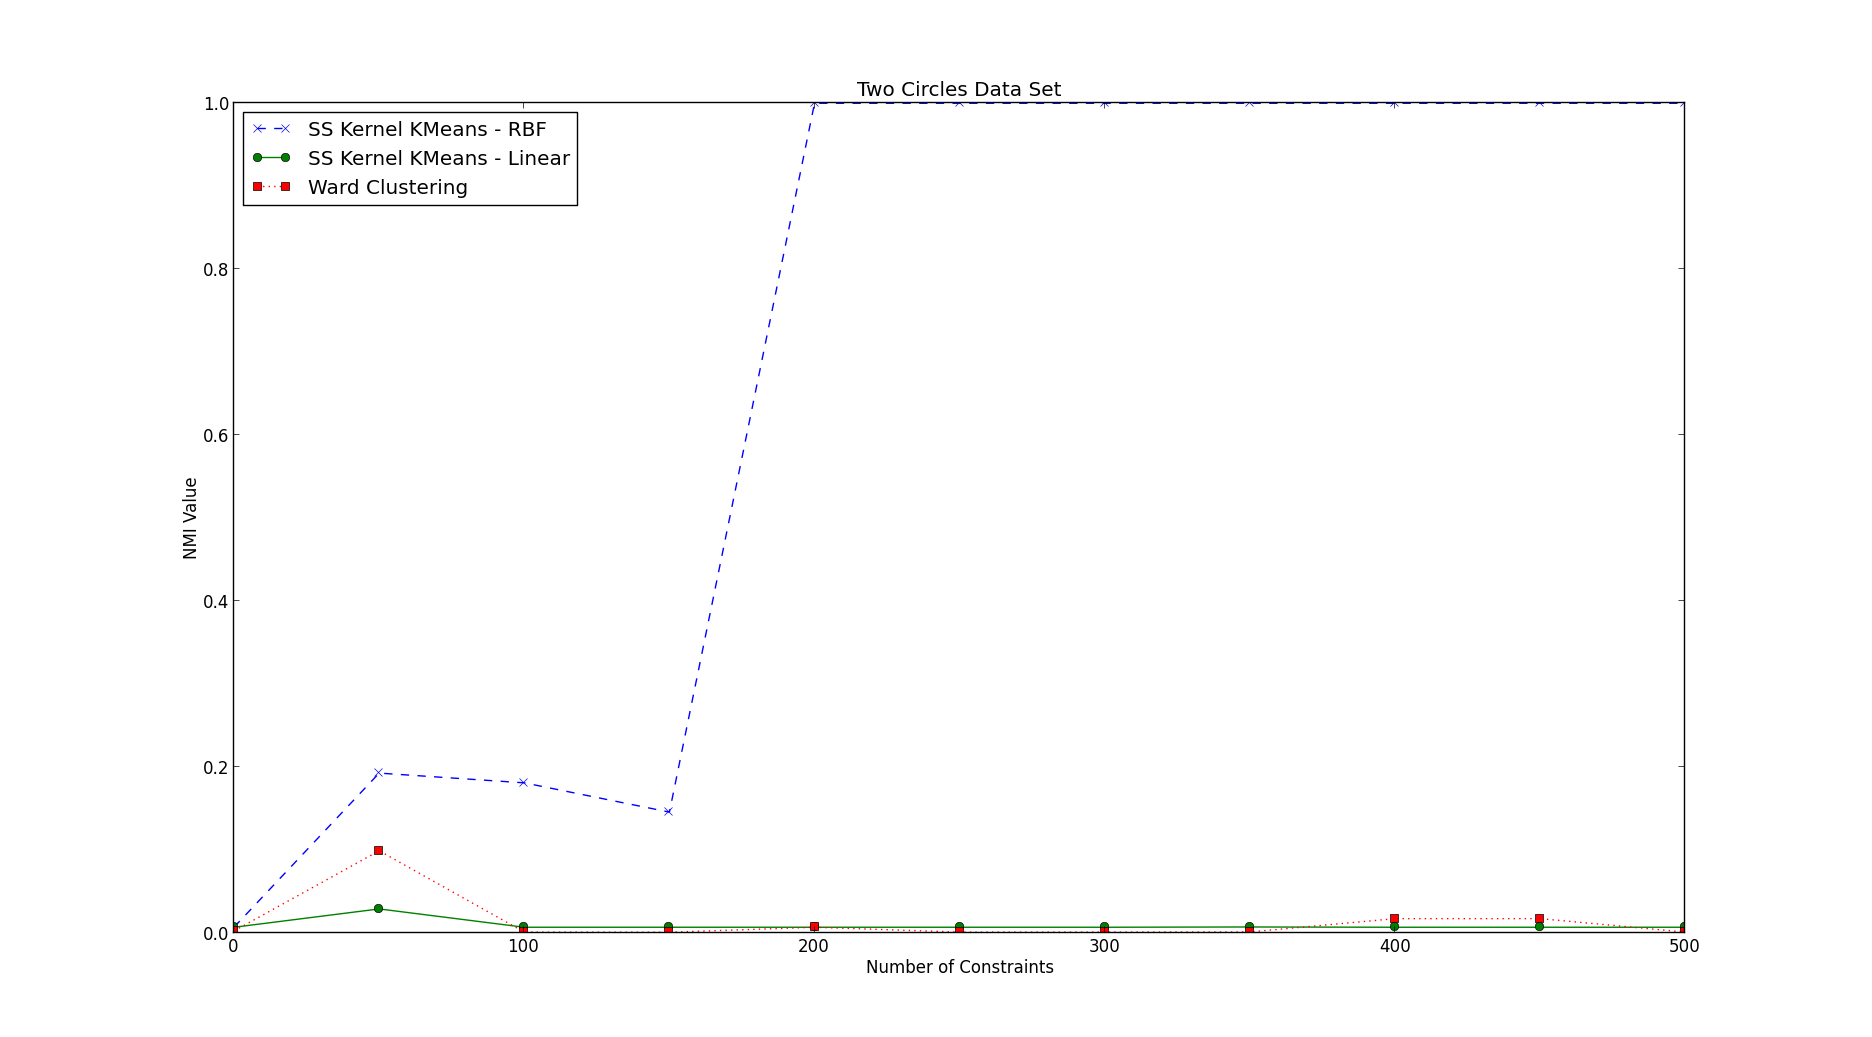 Two Circles Data Set
SS Kernel KMeans - RBF
SS Kernel KMeans - Linear
Ward Clustering
NMI Value
1.0
0.8
0.6
0.4
0.2
0.0
0 100 200 300 400 500
Number of Constraints